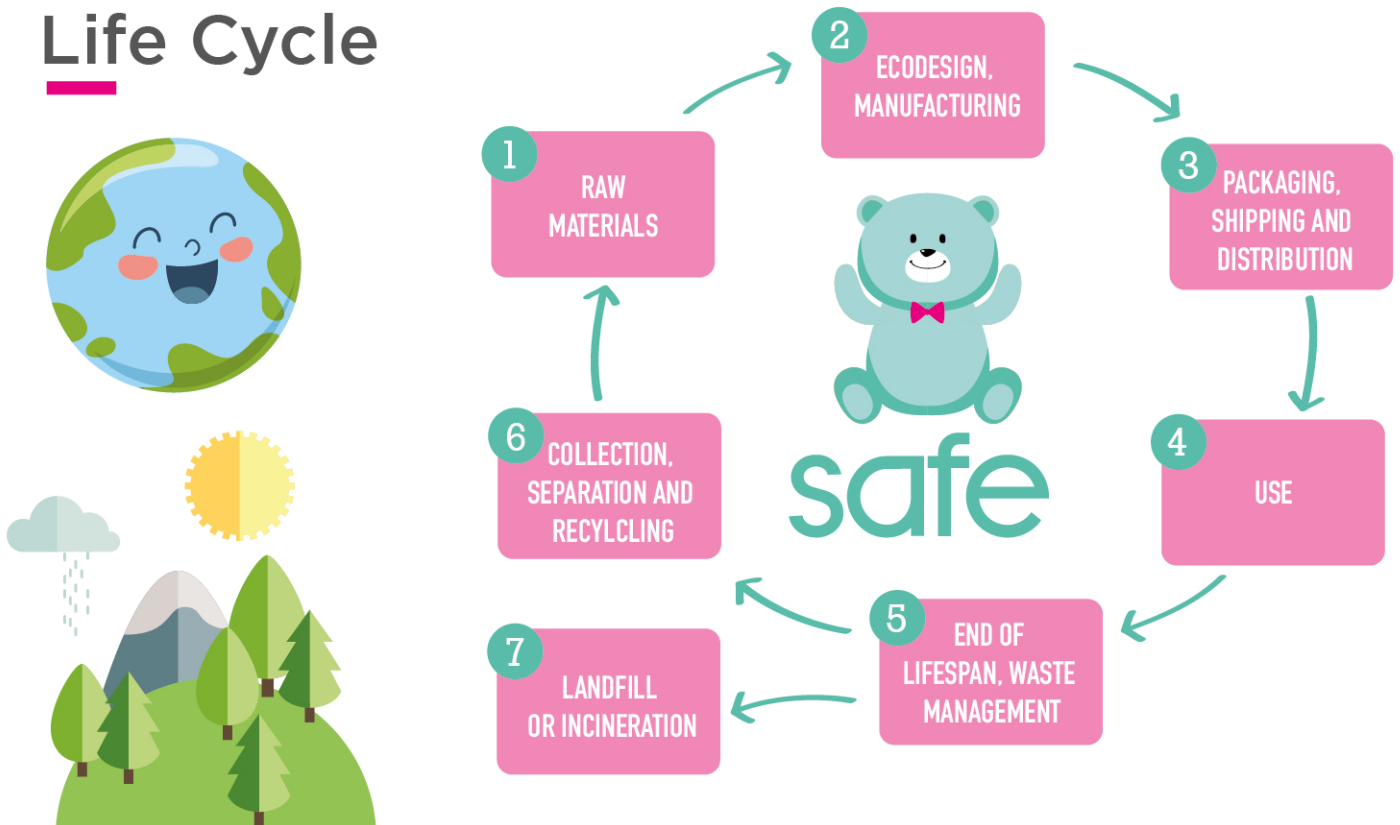 Life Cycle
1
RAW
MATERIALS
2
ECODESIGN,
MANUFACTURING
3
PACKAGING,
SHIPPING AND
DISTRIBUTION
4
USE
5
END OF
LIFESPAN, WASTE
MANAGEMENT
6
COLLECTION,
SEPARATION AND
RECYLCLING
7
LANDFILL
OR INCINERATION
safe